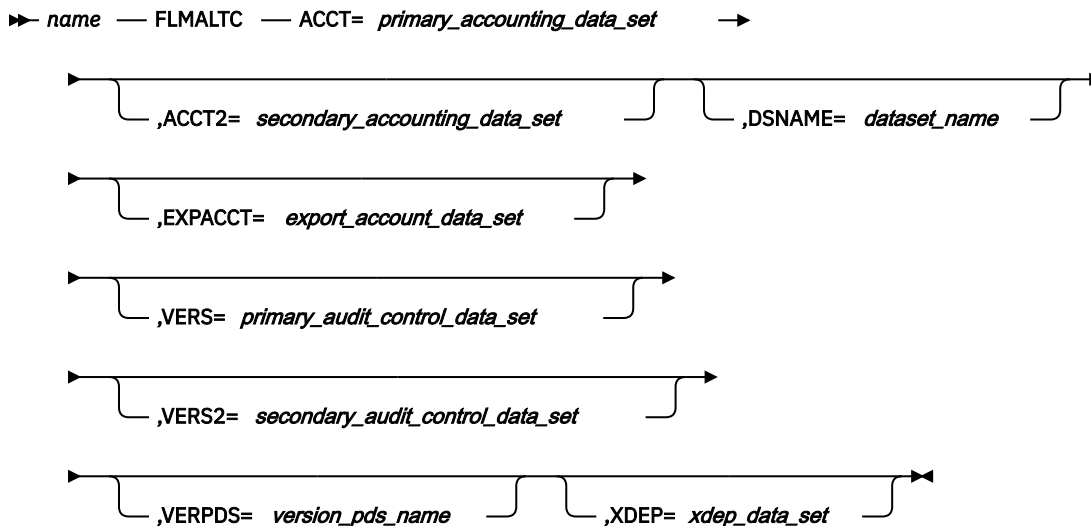 name FLMALTC ACCT= primary_accounting_data_set
,ACCT2= secondary_accounting_data_set ,DSNAME= dataset_name
,EXPACCT= export_account_data_set
,VERS= primary_audit_control_data_set
,VERS2= secondary_audit_control_data_set
,VERPDS= version_pds_name ,XDEP= xdep_data_set